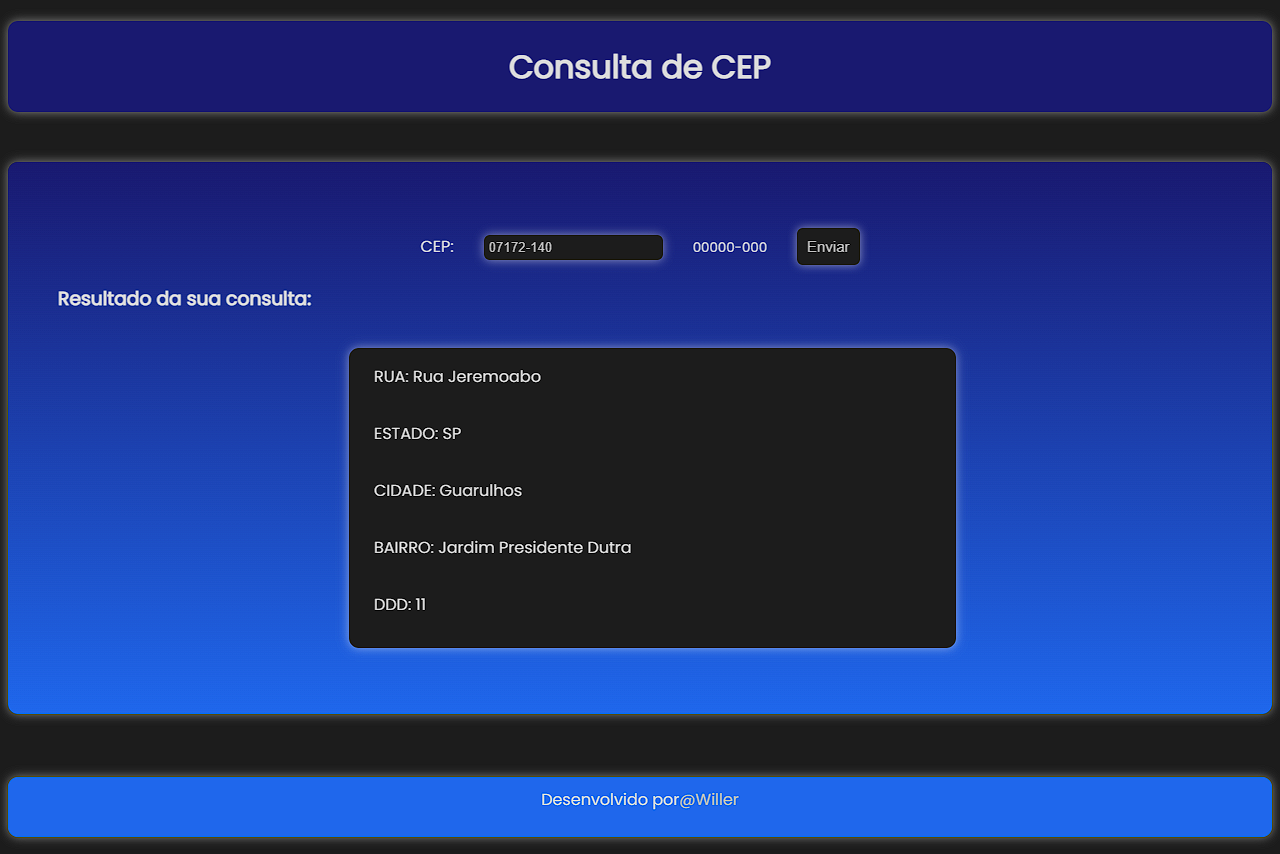 Consulta de CEP
CEP: 07172-140 00000-000 Enviar
Resultado da sua consulta:
RUA: Rua Jeremoabo
ESTADO: SP
CIDADE: Guarulhos
BAIRRO: Jardim Presidente Dutra
DDD: 11
Desenvolvido por@Willer